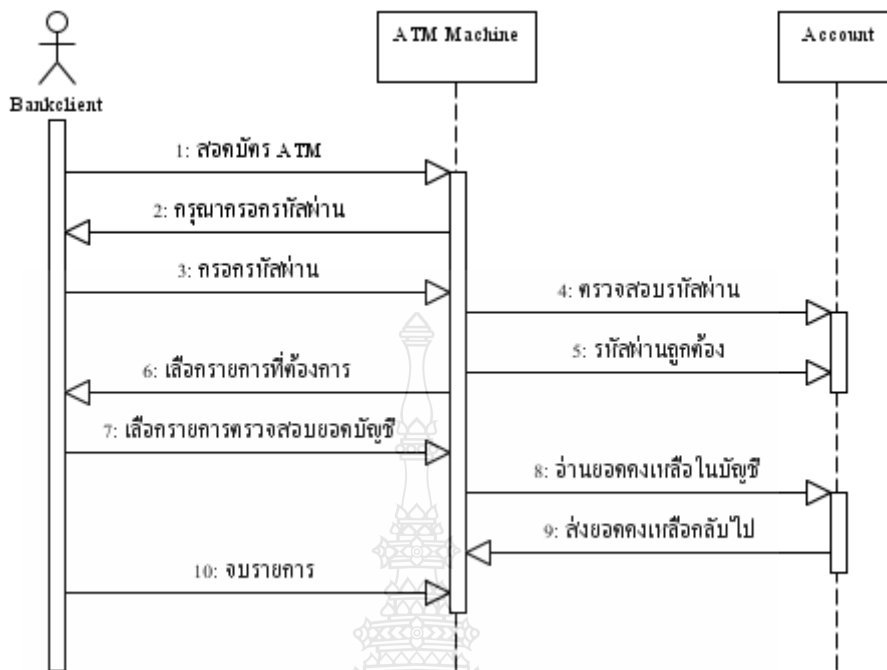 ATM Machine
Account
Bankclient
1: สอดบัตร ATM
2: กรุณากรอกรหัสผ่าน
3: กรอกรหัสผ่าน
4: ตรวจสอบรหัสผ่าน
5: รหัสผ่านถูกต้อง
6: เลือกรายการที่ต้องการ
7: เลือกรายการตรวจสอบยอดบัญชี
8: อ่านยอดคงเหลือในบัญชี
9: ส่งยอดคงเหลือกลับไป
10: จบรายการ